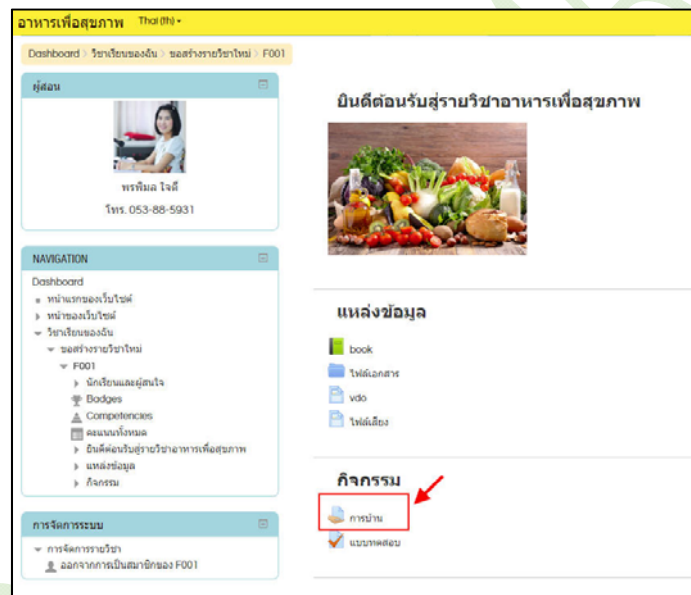 อาหารเพื่อสุขภาพ Thai (th)
Dashboard วิชาเรียนของฉัน ขอสร้างรายวิชาใหม่ F001
ผู้สอน
พรพิมล ใจดี
โทร. 053-88-5931
NAVIGATION
Dashboard
หน้าแรกของเว็บไซต์
หน้าของเว็บไซต์
วิชาเรียนของฉัน
ขอสร้างรายวิชาใหม่
F001
นักเรียนและผู้สนใจ
Badges
Competencies
คะแนนทั้งหมด
ยินดีต่อนรับสู่รายวิชาอาหารเพื่อสุขภาพ
แหล่งข้อมูล
กิจกรรม
การจัดการระบบ
การจัดการรายวิชา
ออกจากการเป็นสมาชิกของ F001
ยินดีต้อนรับสู่รายวิชาอาหารเพื่อสุขภาพ
แหล่งข้อมูล
book
ไฟล์เอกสาร
vdo
ไฟล์เสียง
กิจกรรม
การบ้าน
แบบทดสอบ